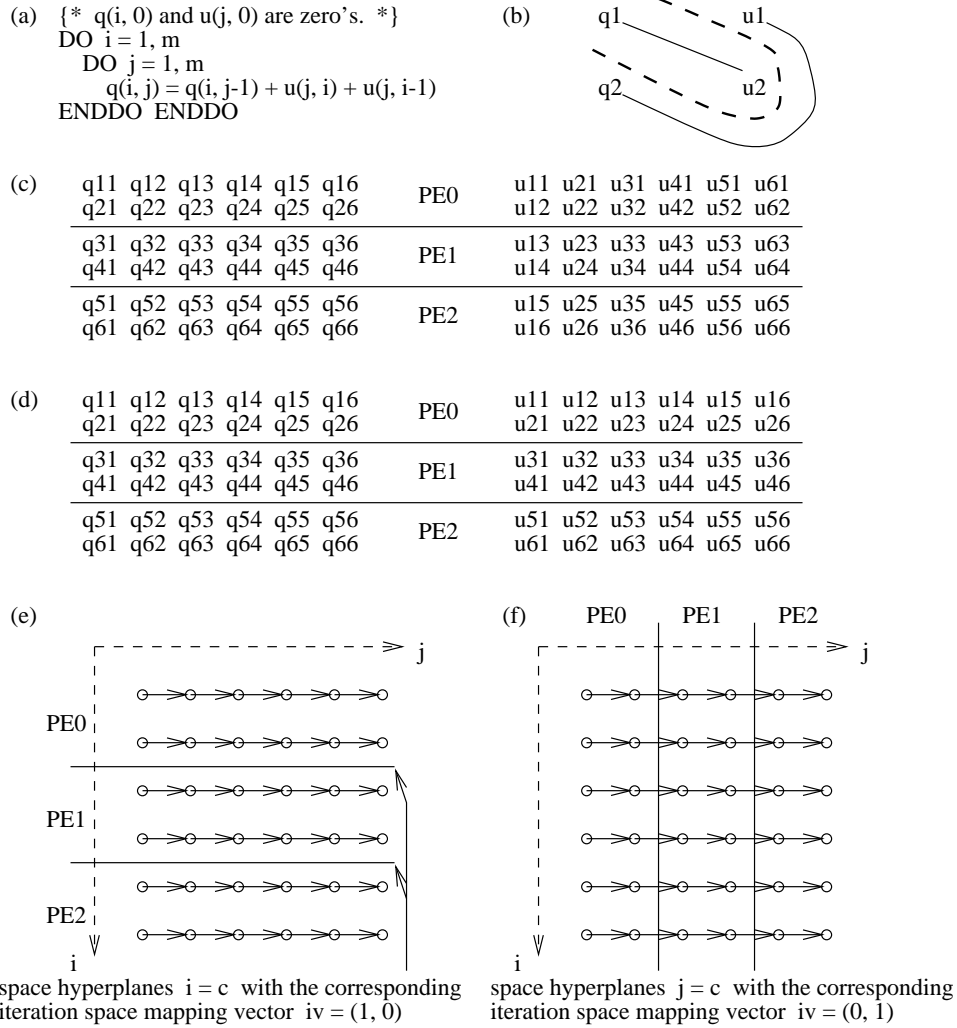 (a) {* q(i, 0) and u(j, 0) are zero's. *}
DO i = 1, m
DO j = 1, m
q(i, j) = q(i, j-1) + u(j, i) + u(j, i-1)
ENDDO ENDDO
(b) q1 u1
q2 u2
(c) q11 q12 q13 q14 q15 q16 PE0 u11 u21 u31 u41 u51 u61
q21 q22 q23 q24 q25 q26 u12 u22 u32 u42 u52 u62
q31 q32 q33 q34 q35 q36 PE1 u13 u23 u33 u43 u53 u63
q41 q42 q43 q44 q45 q46 u14 u24 u34 u44 u54 u64
q51 q52 q53 q54 q55 q56 PE2 u15 u25 u35 u45 u55 u65
q61 q62 q63 q64 q65 q66 u16 u26 u36 u46 u56 u66
(d) q11 q12 q13 q14 q15 q16 PE0 u11 u12 u13 u14 u15 u16
q21 q22 q23 q24 q25 q26 u21 u22 u23 u24 u25 u26
q31 q32 q33 q34 q35 q36 PE1 u31 u32 u33 u34 u35 u36
q41 q42 q43 q44 q45 q46 u41 u42 u43 u44 u45 u46
q51 q52 q53 q54 q55 q56 PE2 u51 u52 u53 u54 u55 u56
q61 q62 q63 q64 q65 q66 u61 u62 u63 u64 u65 u66
(e)
j
PE0
PE1
PE2
i
space hyperplanes i = c with the corresponding
iteration space mapping vector iv = (1, 0)
(f) PE0 PE1 PE2
j
i
space hyperplanes j = c with the corresponding
iteration space mapping vector iv = (0, 1)